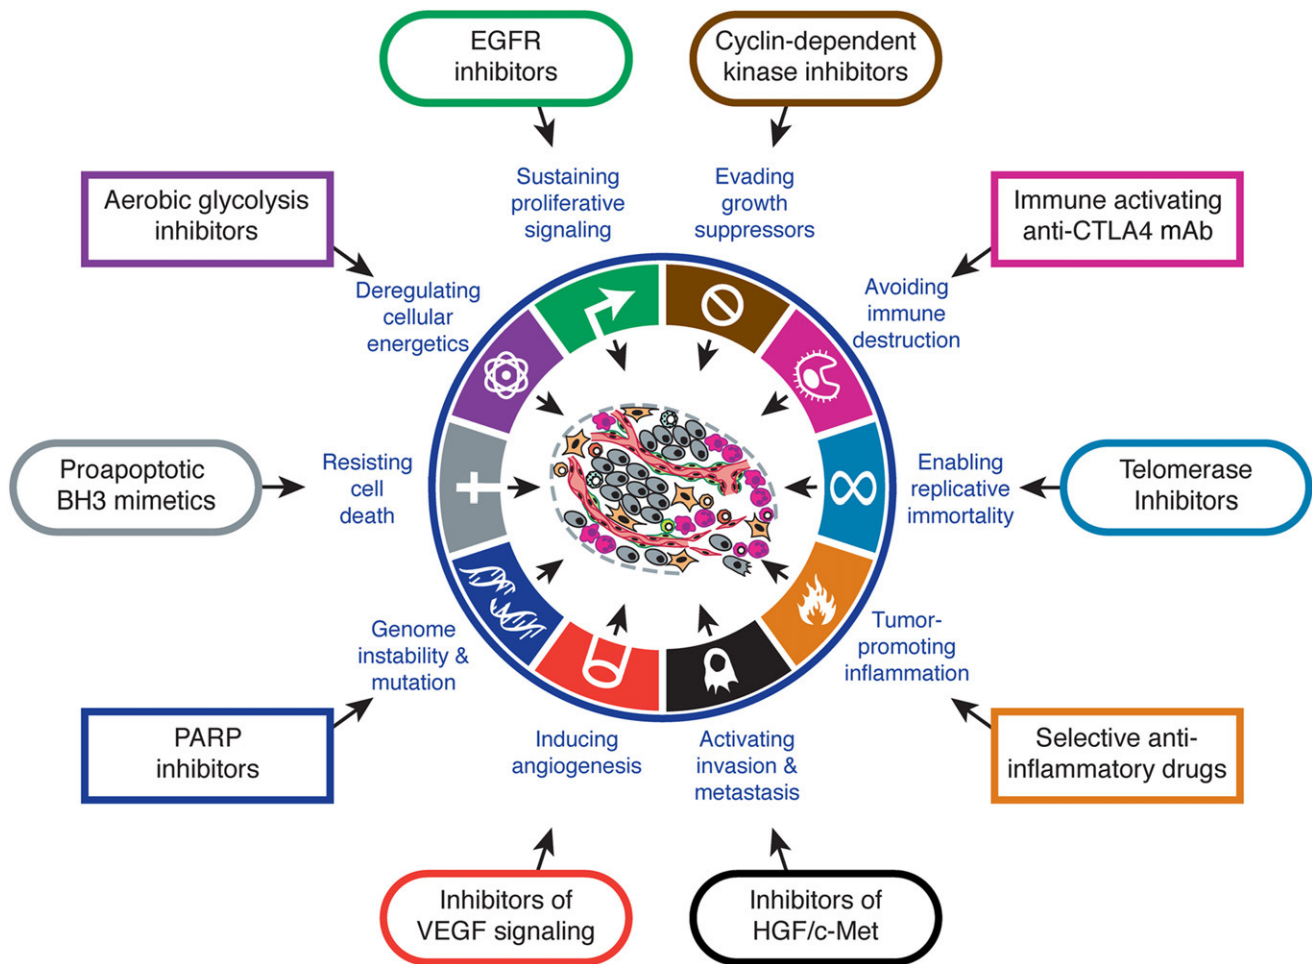 EGFR
inhibitors
Cyclin-dependent
kinase inhibitors
Sustaining
proliferative
signaling
Evading
growth
suppressors
Aerobic glycolysis
inhibitors
Immune activating
anti-CTLA4 mAb
Deregulating
cellular
energetics
Avoiding
immune
destruction
Proapoptotic
BH3 mimetics
Resisting
cell
death
Enabling
replicative
immortality
Telomerase
Inhibitors
Genome
instability &
mutation
Tumor-
promoting
inflammation
PARP
inhibitors
Inducing
angiogenesis
Activating
invasion &
metastasis
Selective anti-
inflammatory drugs
Inhibitors of
VEGF signaling
Inhibitors of
HGF/c-Met